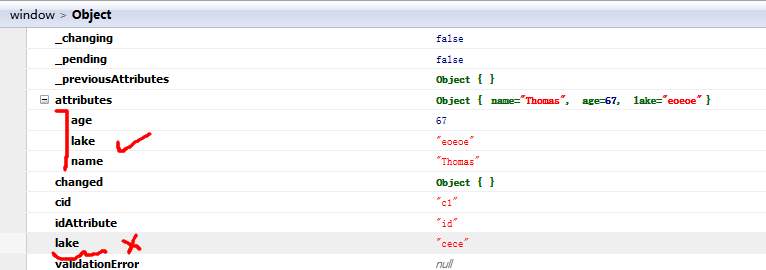 window > Object
_changing false
_pending false
_previousAttributes Object { }
attributes Object { name="Thomas", age=67, lake="eoeoe" }
age 67
lake "eoeoe"
name "Thomas"
changed Object { }
cid "c1"
idAttribute "id"
lake "cece"
validationError null